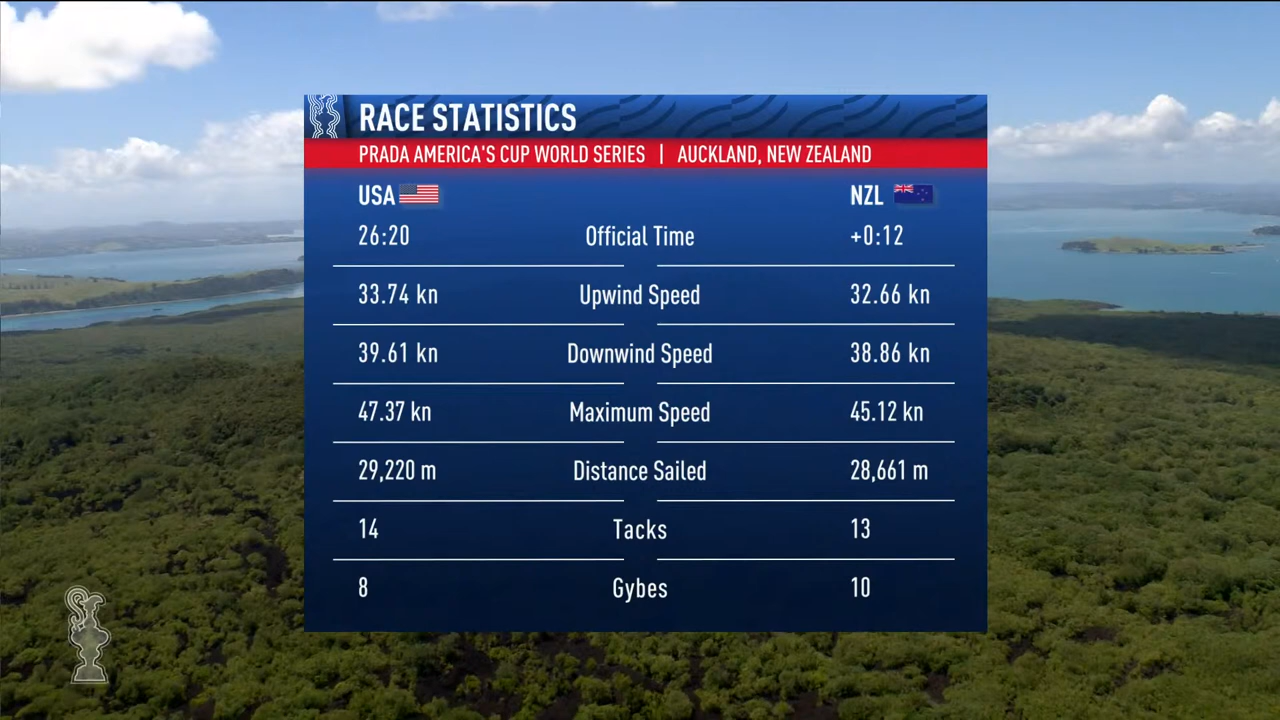 RACE STATISTICS
PRADA AMERICA'S CUP WORLD SERIES | AUCKLAND, NEW ZEALAND
USA NZL
26:20 Official Time +0:12
33.74 kn Upwind Speed 32.66 kn
39.61 kn Downwind Speed 38.86 kn
47.37 kn Maximum Speed 45.12 kn
29,220 m Distance Sailed 28,661 m
14 Tacks 13
8 Gybes 10